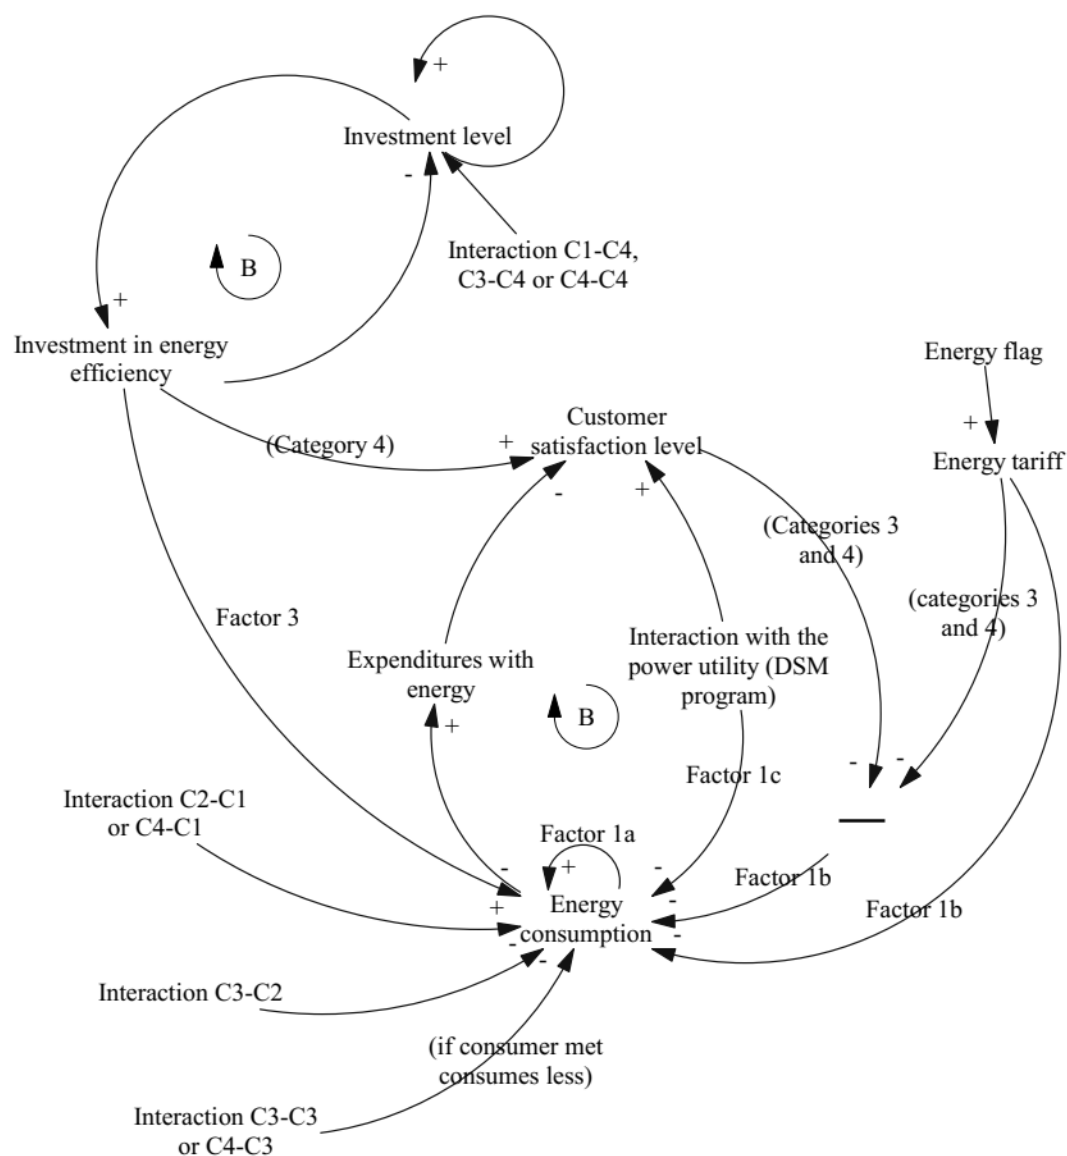 +
Investment level
-
Interaction C1-C4,
C3-C4 or C4-C4
B
+
Investment in energy
efficiency
Energy flag
+
Energy tariff
Customer
satisfaction level
(Category 4)
+
-
+
(Categories 3
and 4)
(categories 3
and 4)
Factor 3
Expenditures with
energy
+
Interaction with the
power utility (DSM
program)
B
Factor 1c
-
-
Interaction C2-C1
or C4-C1
Factor 1a
+
-
-
Factor 1b
-
Factor 1b
-
+
Energy
consumption
-
-
Interaction C3-C2
(if consumer met
consumes less)
Interaction C3-C3
or C4-C3